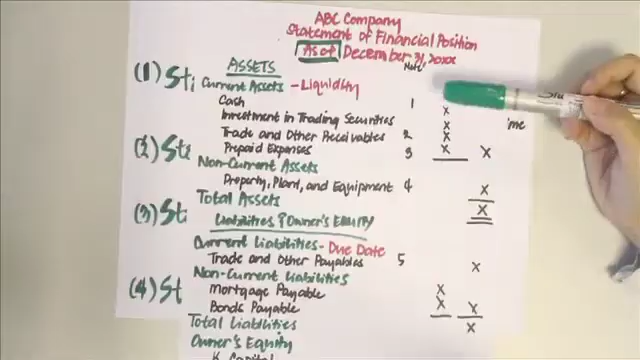 ABC Company
Statement of Financial Position
As of December 31, 20xx
Note
ASSETS
(1) St
Current Assets - Liquidity
Cash 1 x
Investment in Trading Securities x
Trade and Other Receivables 2 x
Prepaid Expenses 3 x x
(2) St
Non-Current Assets
Property, Plant, and Equipment 4 x
Total Assets x
(3) St
Liabilities & Owner's EQUITY
Current Liabilities - Due Date
Trade and Other Payables 5 x
Non-Current Liabilities
(4) St
Mortgage Payable x
Bonds Payable x x
Total Liabilities x
Owner's Equity
K, Capital